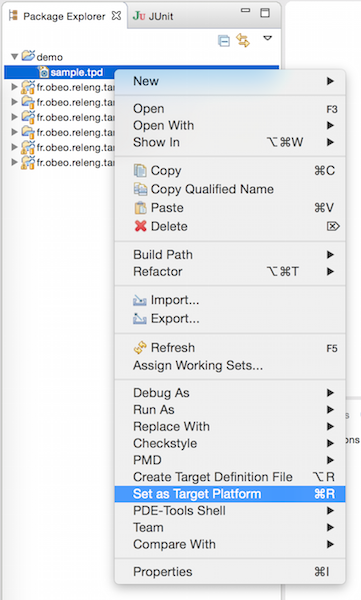 Package Explorer JUnit
demo
sample.tpd
fr.obeo.releng.tar
fr.obeo.releng.tar
fr.obeo.releng.tar
fr.obeo.releng.tar
fr.obeo.releng.tar
fr.obeo.releng.tar
New
Open F3
Open With
Show In ⌥⌘W
Copy ⌘C
Copy Qualified Name
Paste ⌘V
Delete ⌦
Build Path
Refactor ⌥⌘T
Import...
Export...
Refresh F5
Assign Working Sets...
Debug As
Run As
Replace With
Checkstyle
PMD
Create Target Definition File ⌥R
Set as Target Platform ⌘R
PDE-Tools Shell
Team
Compare With
Properties ⌘I